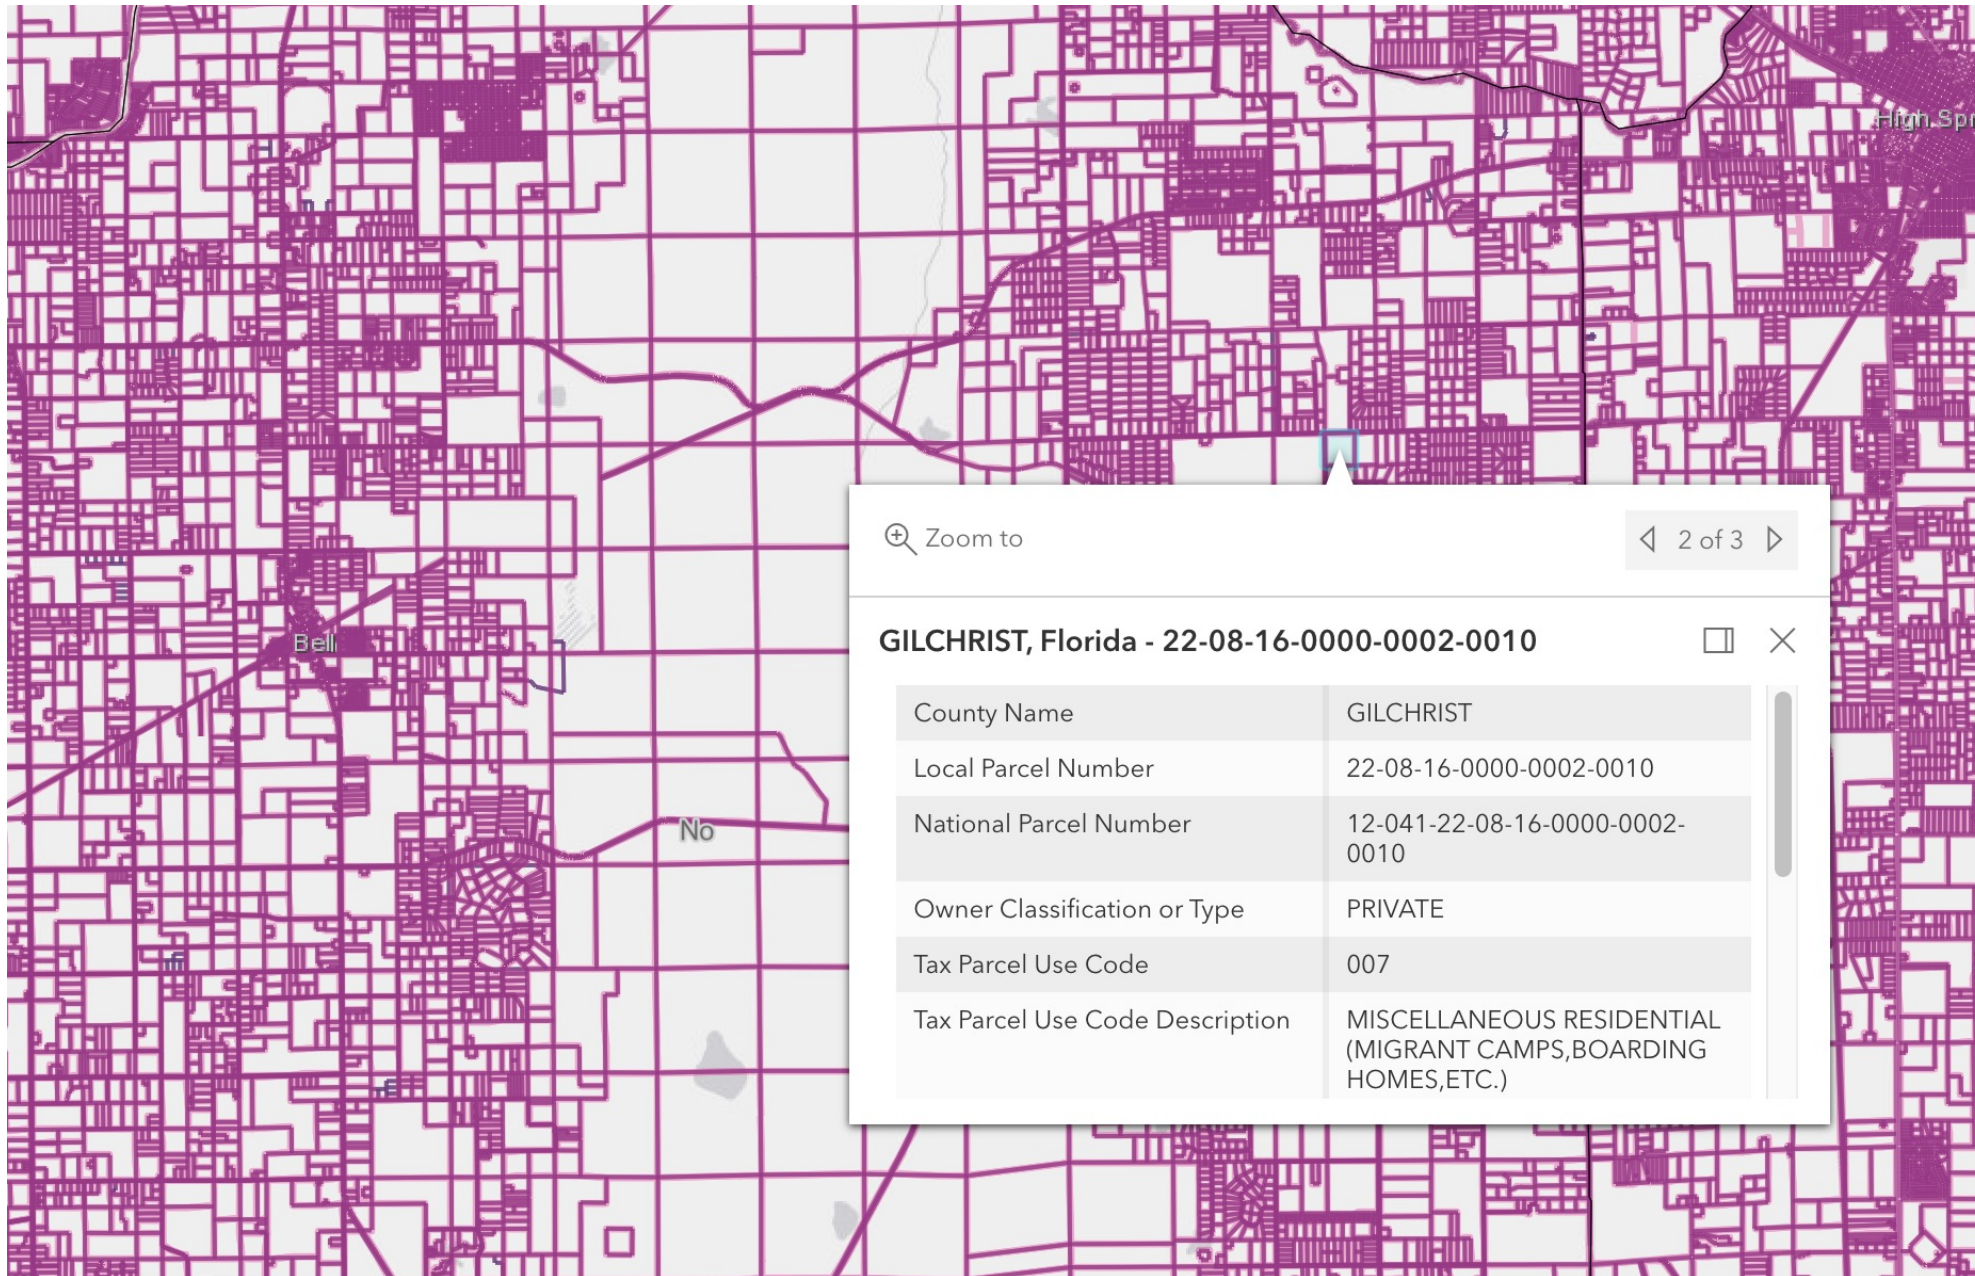 High Spr
Zoom to
2 of 3
GILCHRIST, Florida - 22-08-16-0000-0002-0010
County Name GILCHRIST
Local Parcel Number 22-08-16-0000-0002-0010
National Parcel Number 12-041-22-08-16-0000-0002-
0010
Owner Classification or Type PRIVATE
Tax Parcel Use Code 007
Tax Parcel Use Code Description MISCELLANEOUS RESIDENTIAL
(MIGRANT CAMPS,BOARDING
HOMES,ETC.)
Bell
No